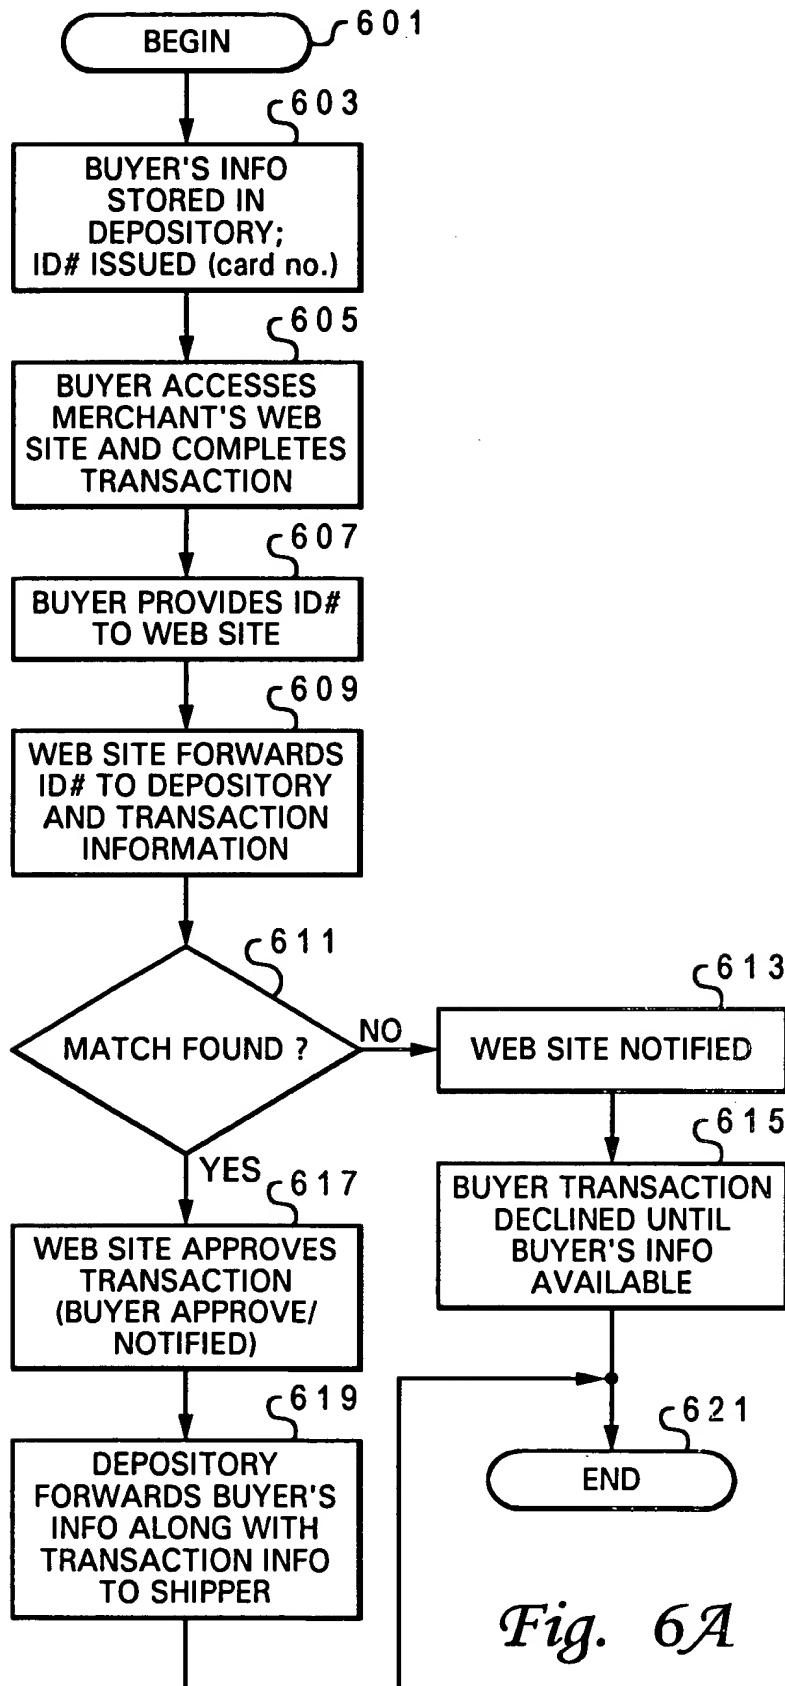 BEGIN
601
603
BUYER'S INFO
STORED IN
DEPOSITORY;
ID# ISSUED (card no.)
605
BUYER ACCESSES
MERCHANT'S WEB
SITE AND COMPLETES
TRANSACTION
607
BUYER PROVIDES ID#
TO WEB SITE
609
WEB SITE FORWARDS
ID# TO DEPOSITORY
AND TRANSACTION
INFORMATION
611
MATCH FOUND ?
NO
613
WEB SITE NOTIFIED
615
BUYER TRANSACTION
DECLINED UNTIL
BUYER'S INFO
AVAILABLE
YES
617
WEB SITE APPROVES
TRANSACTION
(BUYER APPROVE/
NOTIFIED)
619
DEPOSITORY
FORWARDS BUYER'S
INFO ALONG WITH
TRANSACTION INFO
TO SHIPPER
621
END
Fig. 6A